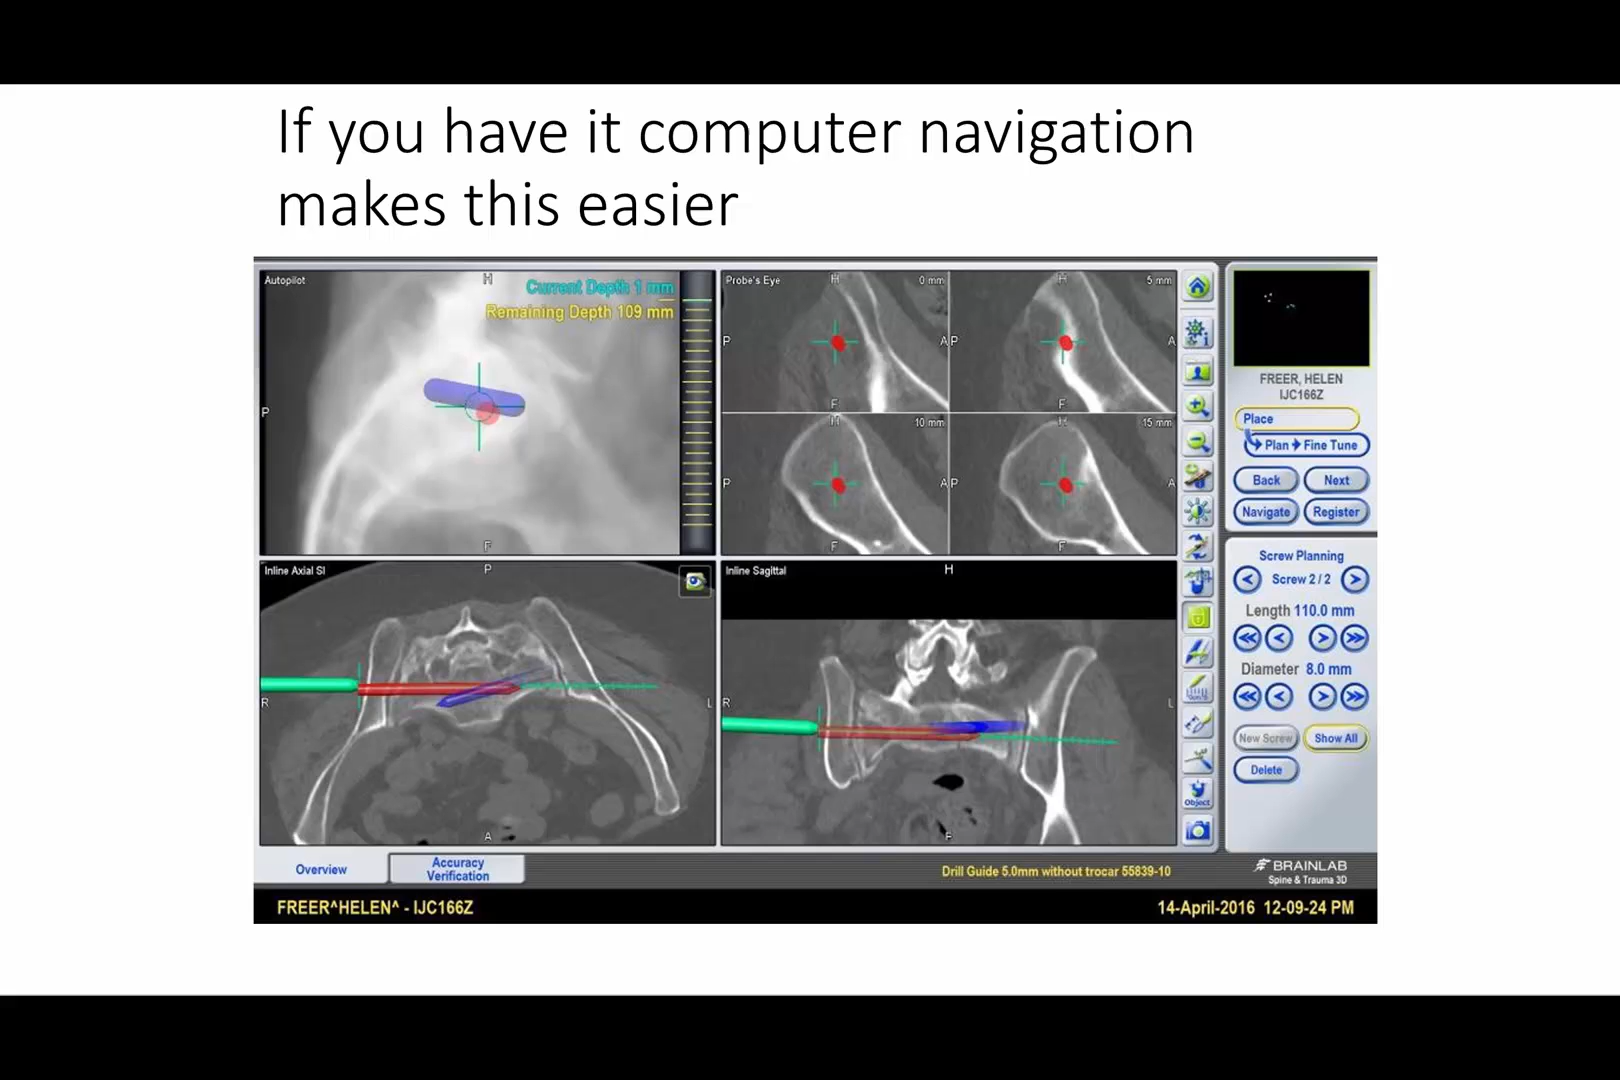 If you have it computer navigation
makes this easier
Autopilot
H
Current Depth 1 mm
Remaining Depth 109 mm
P
F
Probe's Eye
H
0 mm
P
A
F
H
5 mm
P
A
F
H
10 mm
P
A
F
H
15 mm
P
A
F
Inline Axial SI
P
R
L
A
Inline Sagittal
H
R
L
F
Object
FREER, HELEN
IJC166Z
Place
Plan Fine Tune
Back Next
Navigate Register
Screw Planning
Screw 2 / 2
Length 110.0 mm
Diameter 8.0 mm
New Screw Show All
Delete
Overview
Accuracy
Verification
Drill Guide 5.0mm without trocar 55839-10
BRAINLAB
Spine & Trauma 3D
FREER^HELEN^ - IJC166Z
14-April-2016 12-09-24 PM